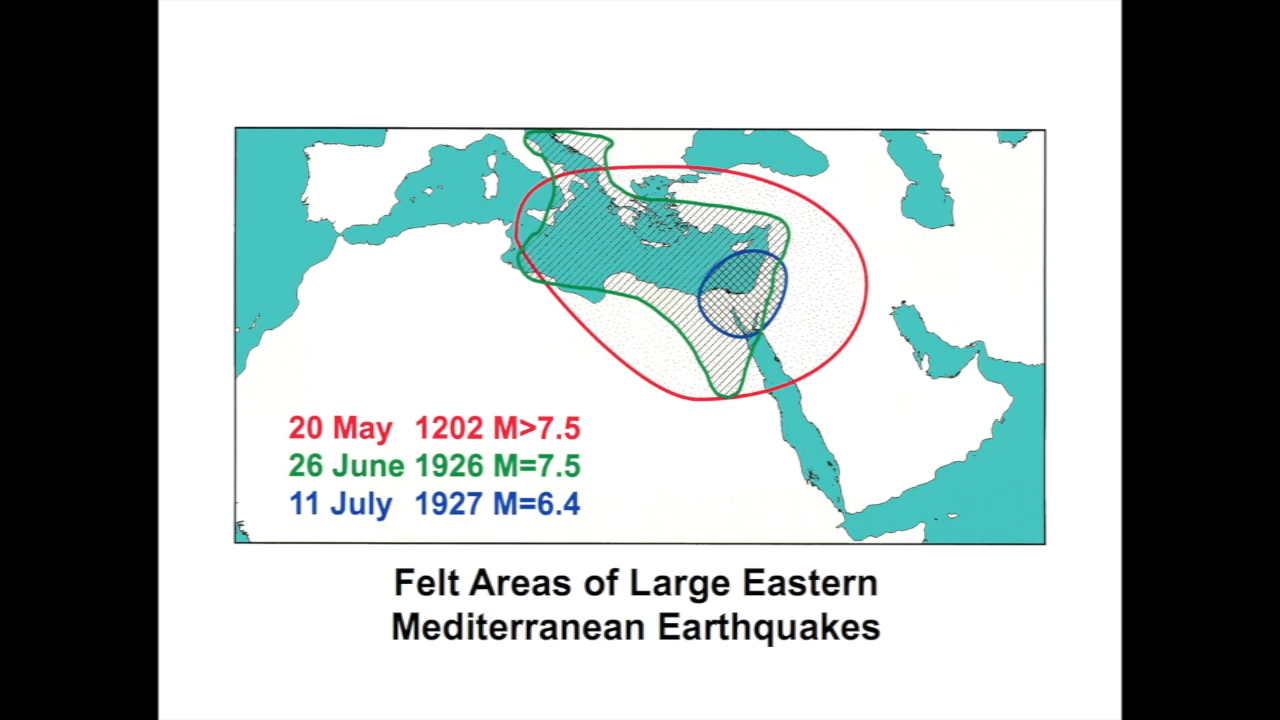 20 May 1202 M>7.5
26 June 1926 M=7.5
11 July 1927 M=6.4
Felt Areas of Large Eastern
Mediterranean Earthquakes